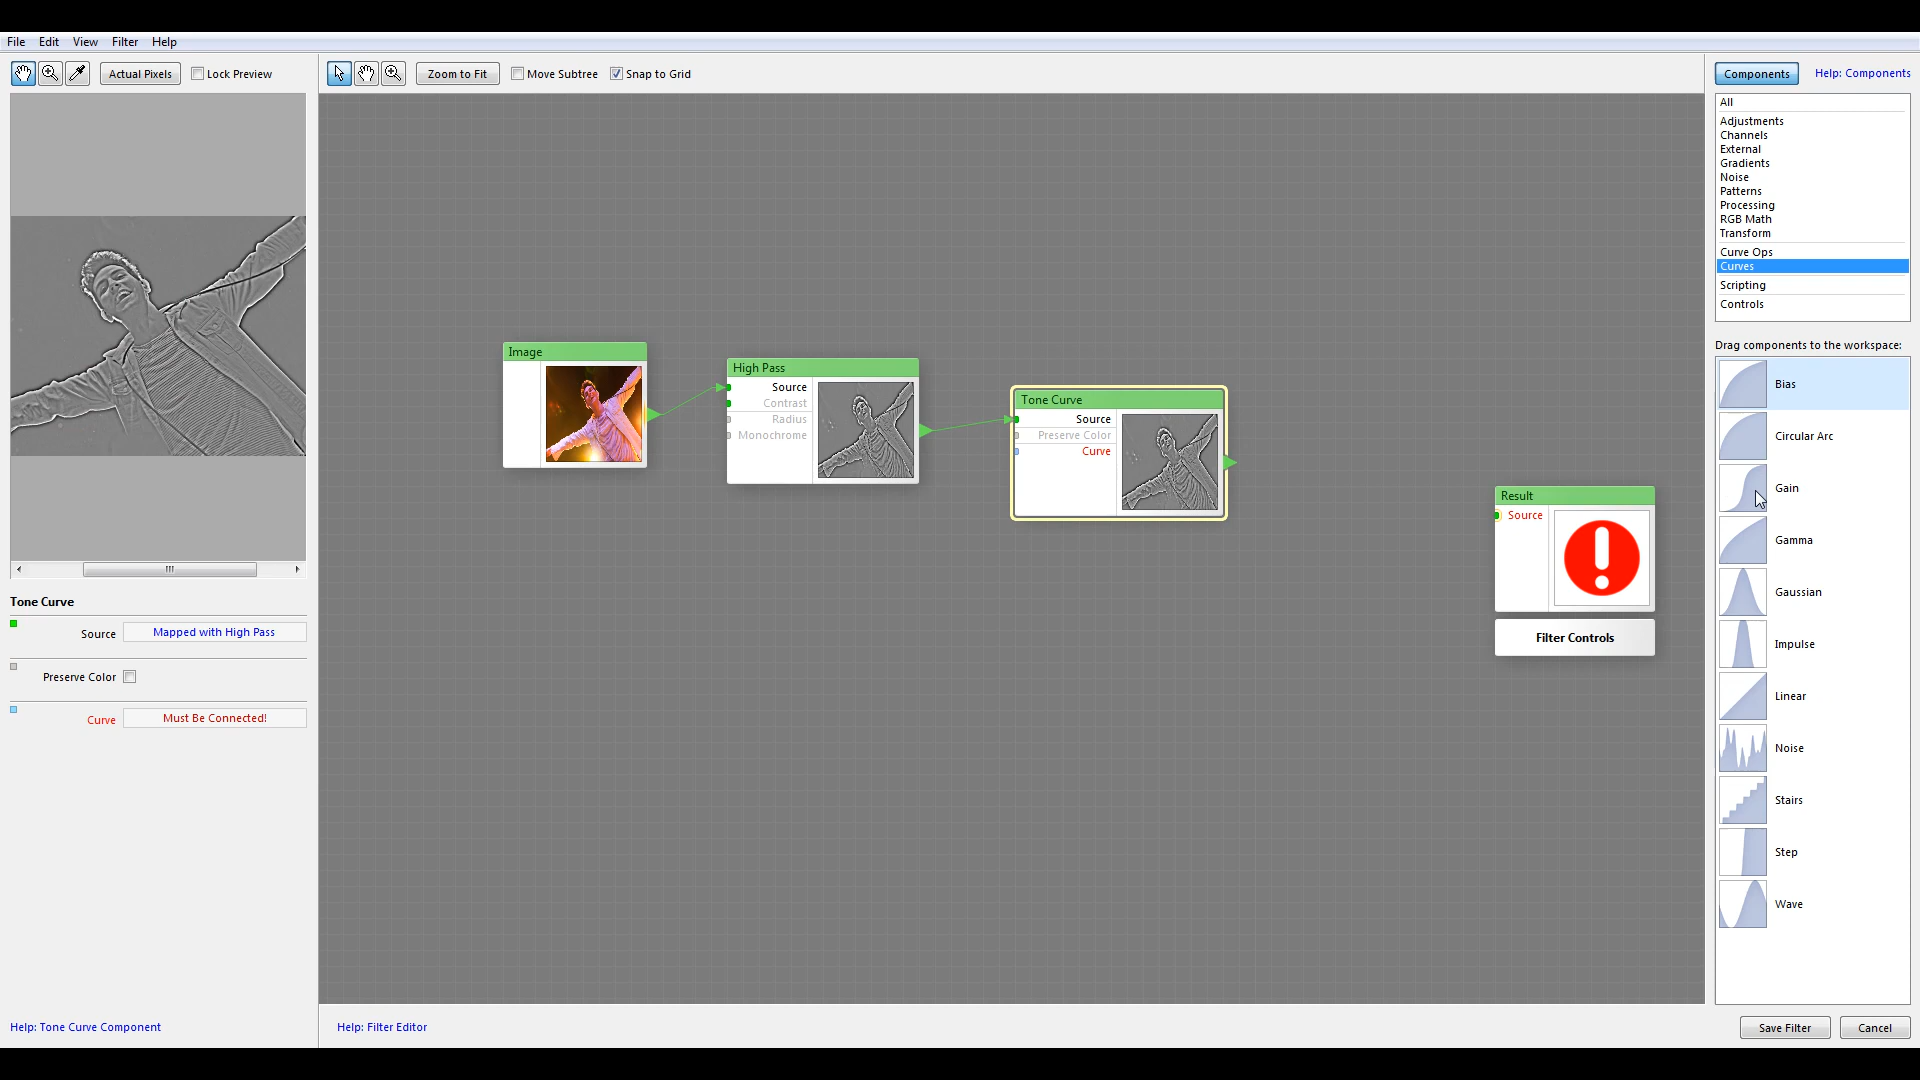 File Edit View Filter Help
Actual Pixels Lock Preview
Zoom to Fit Move Subtree Snap to Grid
Components Help: Components
All
Adjustments
Channels
External
Gradients
Noise
Patterns
Processing
RGB Math
Transform
Curve Ops
Curves
Scripting
Controls
Drag components to the workspace:
Bias
Circular Arc
Gain
Gamma
Gaussian
Impulse
Linear
Noise
Stairs
Step
Wave
Image
High Pass
Source
Contrast
Radius
Monochrome
Tone Curve
Source
Preserve Color
Curve
Result
Source
Filter Controls
Tone Curve
Source Mapped with High Pass
Preserve Color
Curve Must Be Connected!
Help: Tone Curve Component
Help: Filter Editor
Save Filter Cancel